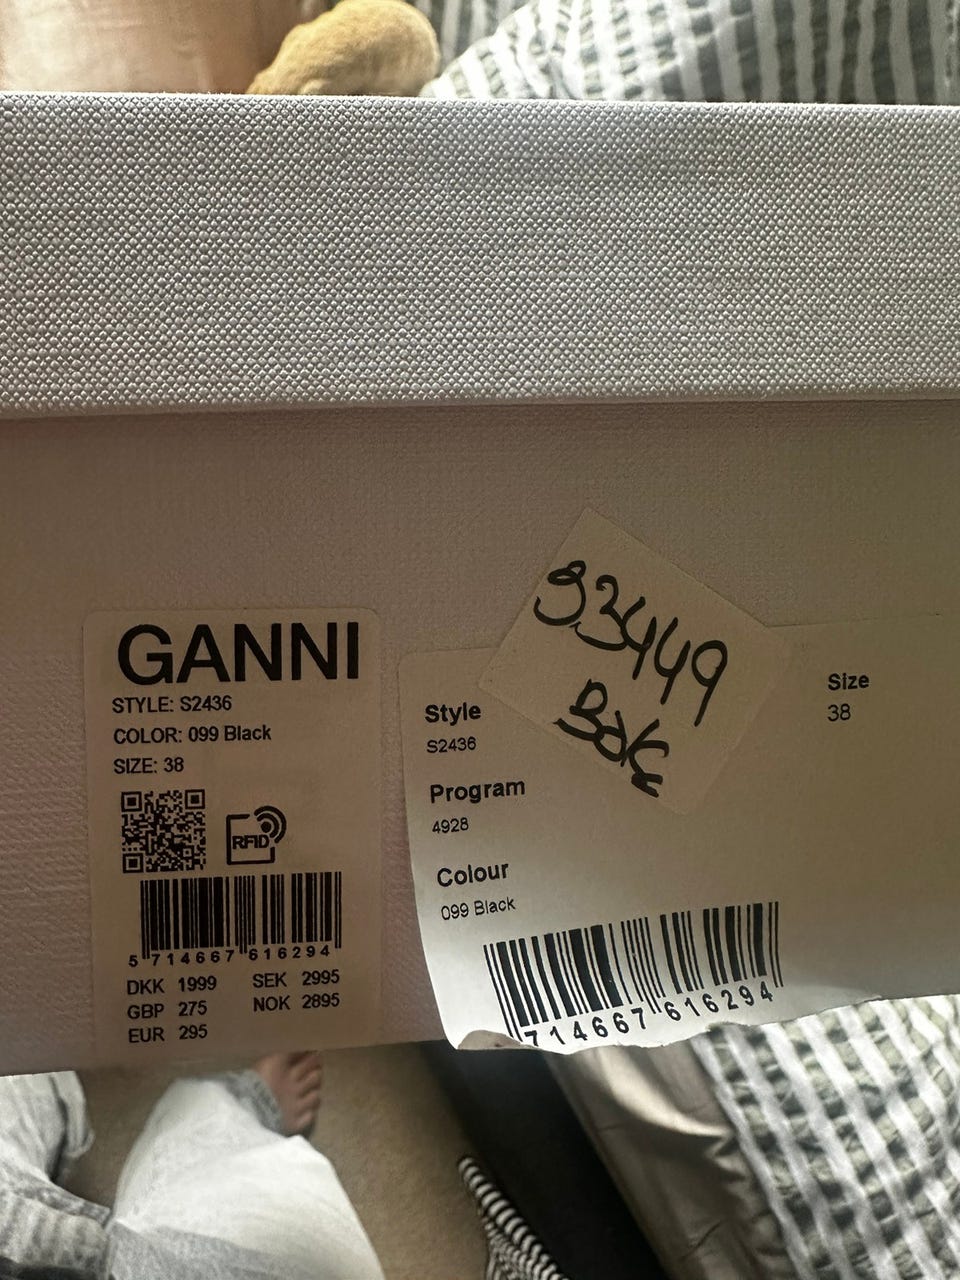 GANNI
STYLE: S2436
COLOR: 099 Black
SIZE: 38
RFID
5 714667 616294
DKK 1999 SEK 2995
GBP 275 NOK 2895
EUR 295
93449
Style
S2436
Program
4928
Colour
099 Black
714667 616294
Size
38